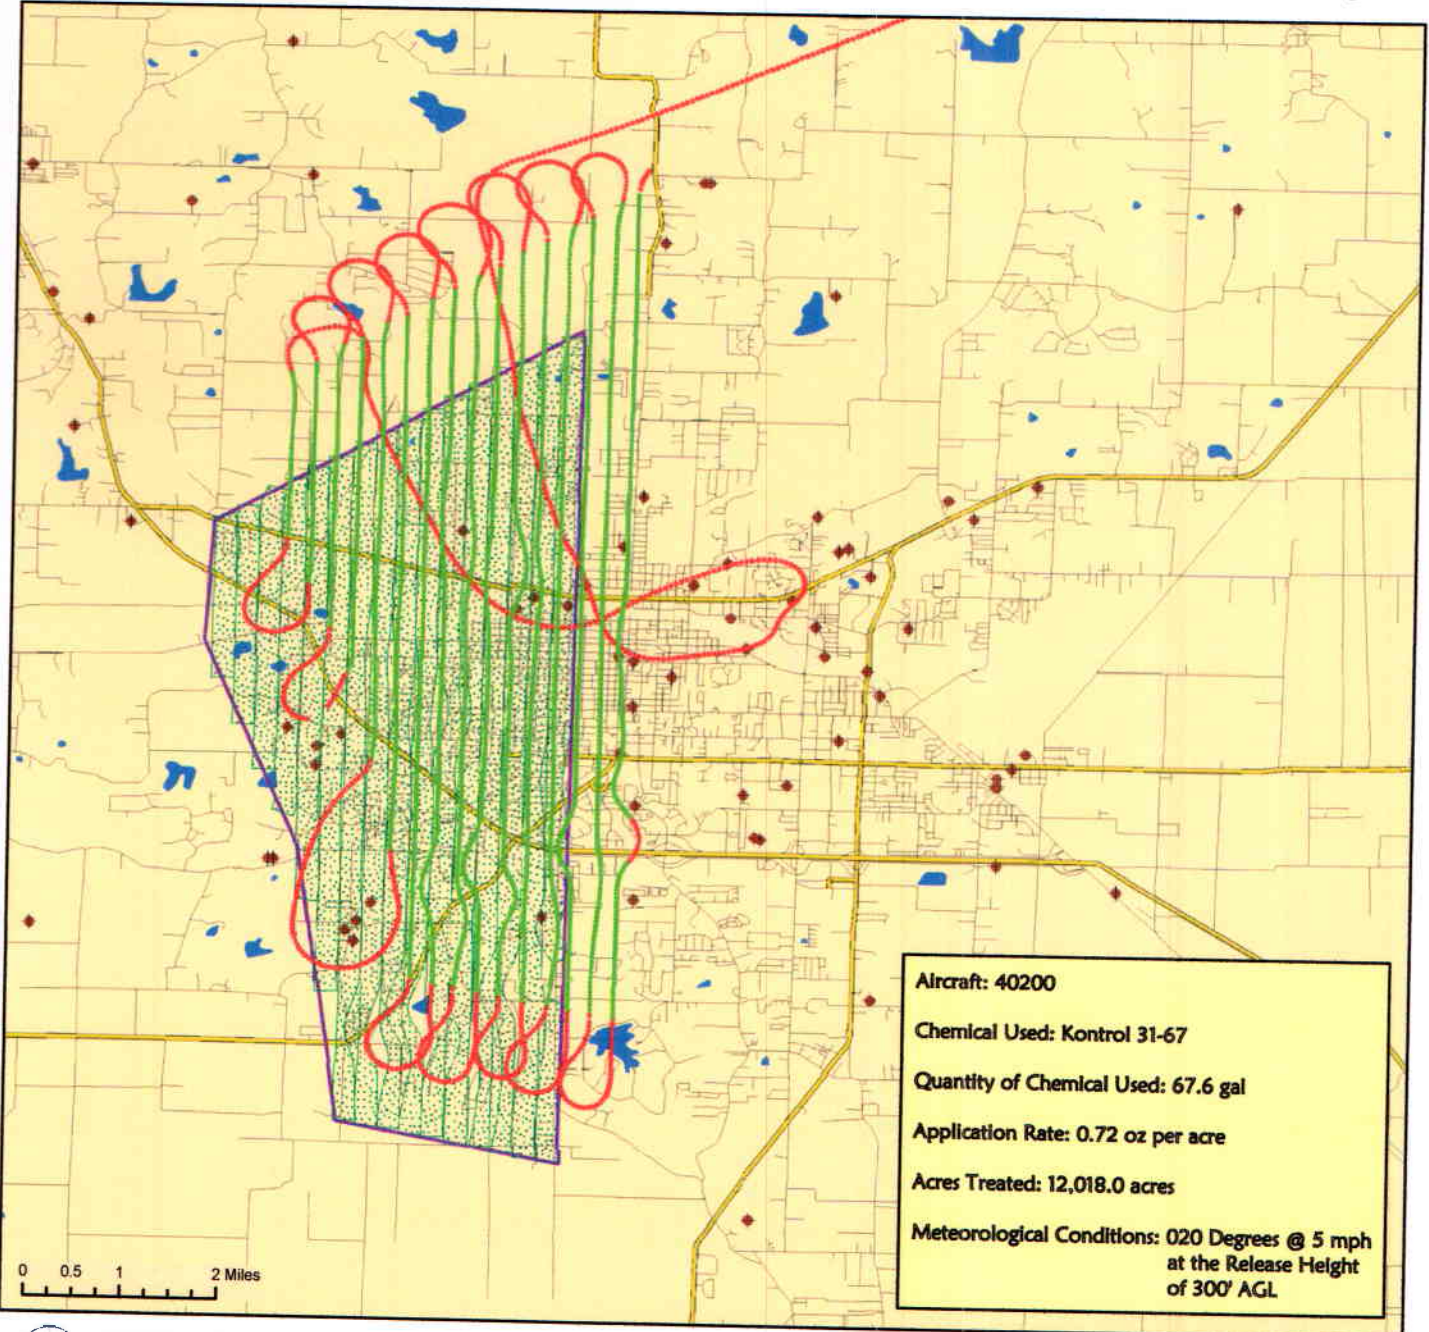 Aircraft: 40200
Chemical Used: Kontrol 31-67
Quantity of Chemical Used: 67.6 gal
Application Rate: 0.72 oz per acre
Acres Treated: 12,018.0 acres
Meteorological Conditions: 020 Degrees @ 5 mph
at the Release Height
of 300' AGL
0 0.5 1 2 Miles